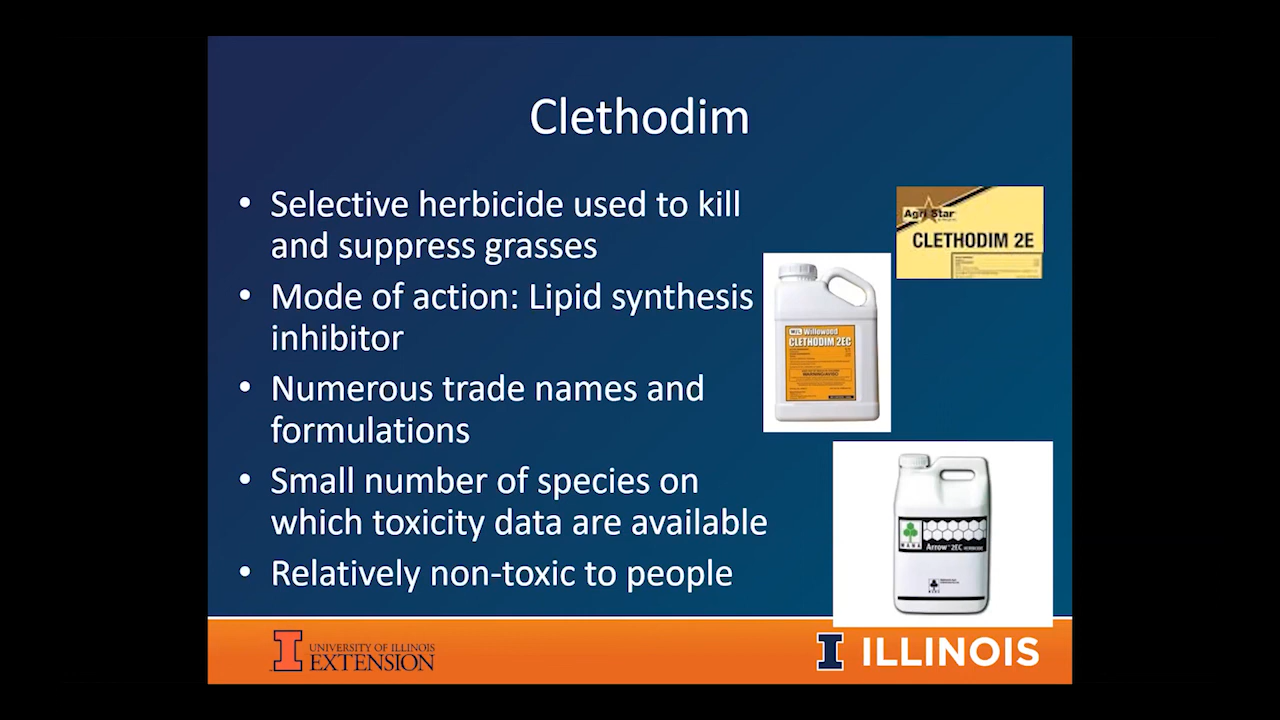 Clethodim
• Selective herbicide used to kill
and suppress grasses
• Mode of action: Lipid synthesis
inhibitor
• Numerous trade names and
formulations
• Small number of species on
which toxicity data are available
• Relatively non-toxic to people
Agri Star
CLETHODIM 2E
Willowood
CLETHODIM 2EC
MANA
Arrow 2EC HERBICIDE
UNIVERSITY OF ILLINOIS
EXTENSION
ILLINOIS